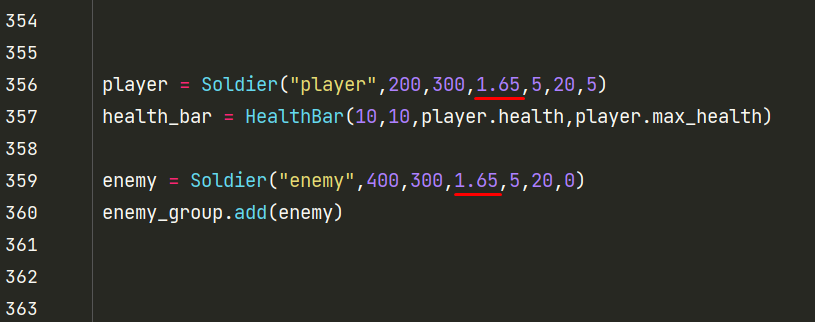 354
355
356 player = Soldier("player",200,300,1.65,5,20,5)
357 health_bar = HealthBar(10,10,player.health,player.max_health)
358
359 enemy = Soldier("enemy",400,300,1.65,5,20,0)
360 enemy_group.add(enemy)
361
362
363